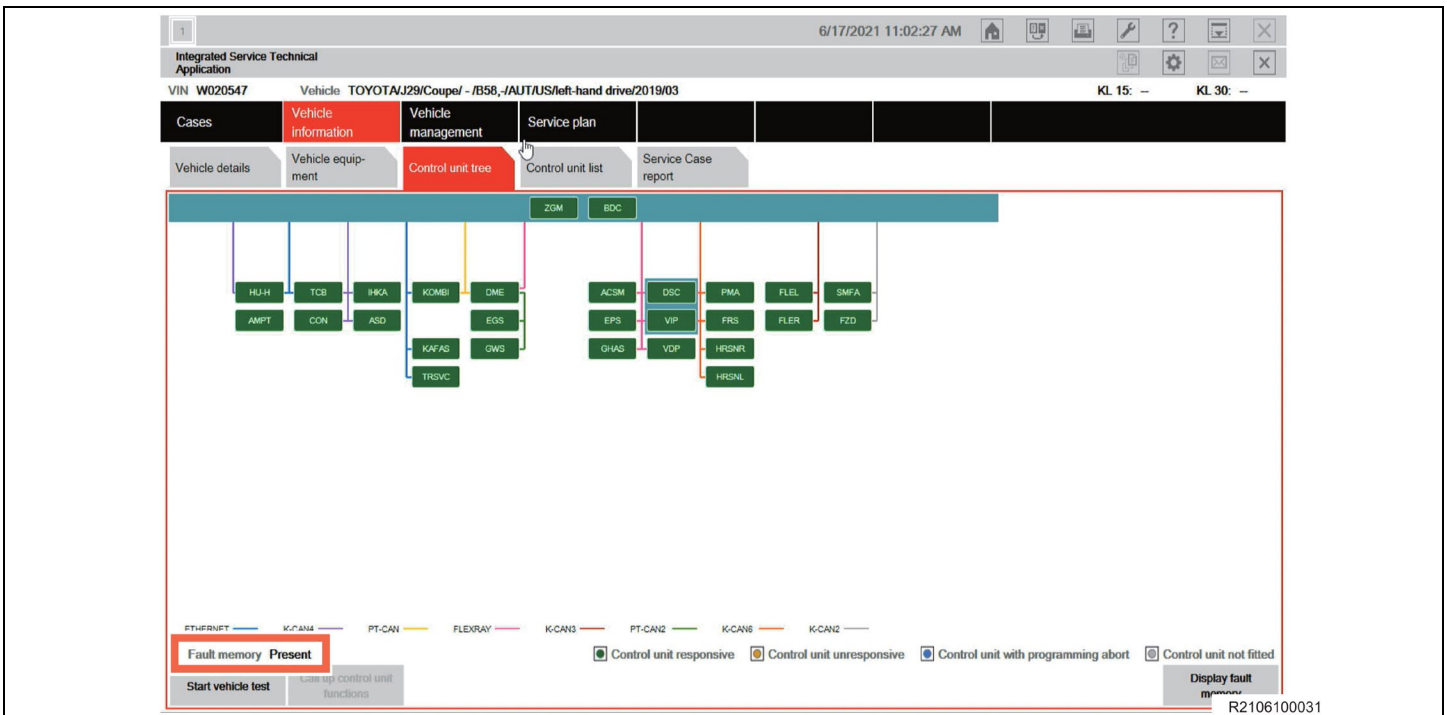 1
6/17/2021 11:02:27 AM
?
Integrated Service Technical
Application
VIN W020547 Vehicle TOYOTA/J29/Coupe/ - /B58,-/AUT/US/left-hand drive/2019/03 KL 15: – KL 30: –
Cases
Vehicle
information
Vehicle
management
Service plan
Vehicle details
Vehicle equip-
ment
Control unit tree
Control unit list
Service Case
report
ZGM BDC
HU-H TCB IHKA KOMBI DME ACSM DSC PMA FLEL SMFA
AMPT CON ASD EGS EPS VIP FRS FLER FZD
KAFAS GWS GHAS VDP HRSNR
TRSVC HRSNL
ETHERNET K-CAN4 PT-CAN FLEXRAY K-CAN3 PT-CAN2 K-CAN6 K-CAN2
Fault memory Present
Control unit responsive Control unit unresponsive Control unit with programming abort Control unit not fitted
Start vehicle test
Call up control unit
functions
Display fault
memory
R2106100031